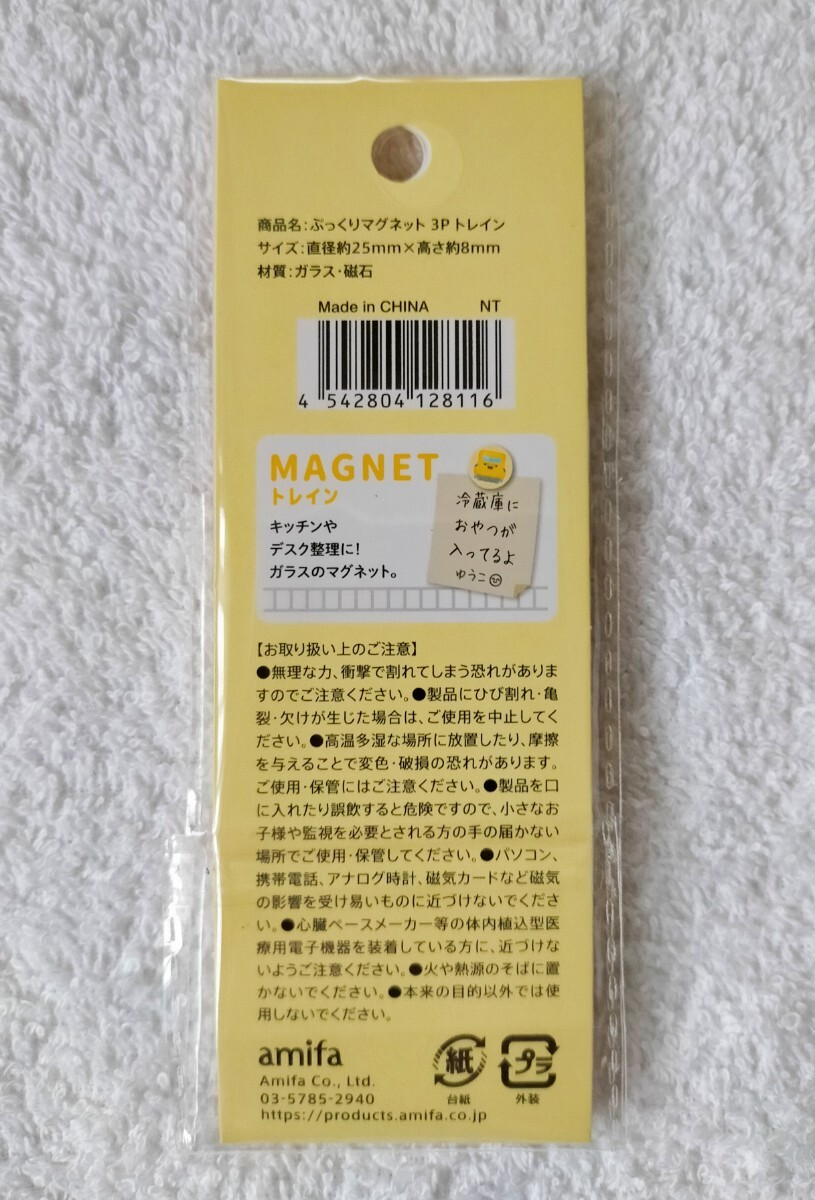 商品名：ぷっくりマグネット 3P トレイン
サイズ：直径約25mm×高さ約8mm
材質：ガラス・磁石
Made in CHINA NT
4 542804 128116
MAGNET
トレイン
キッチンや
デスク整理に！
ガラスのマグネット。
冷蔵庫に
おやつが
入ってるよ
ゆうこ
【お取り扱い上のご注意】
●無理な力、衝撃で割れてしまう恐れがありま
すのでご注意ください。●製品にひび割れ・亀
裂・欠けが生じた場合は、ご使用を中止してく
ださい。●高温多湿な場所に放置したり、摩擦
を与えることで変色・破損の恐れがあります。
ご使用・保管にはご注意ください。●製品を口
に入れたり誤飲すると危険ですので、小さなお
子様や監視を必要とされる方の手の届かない
場所でご使用・保管してください。●パソコン、
携帯電話、アナログ時計、磁気カードなど磁気
の影響を受け易いものに近づけないでくださ
い。●心臓ペースメーカー等の体内植込型医
療用電子機器を装着している方に、近づけな
いようご注意ください。●火や熱源のそばに置
かないでください。●本来の目的以外では使
用しないでください。
amifa
Amifa Co., Ltd.
03-5785-2940
https://products.amifa.co.jp
紙
台紙
プラ
外装